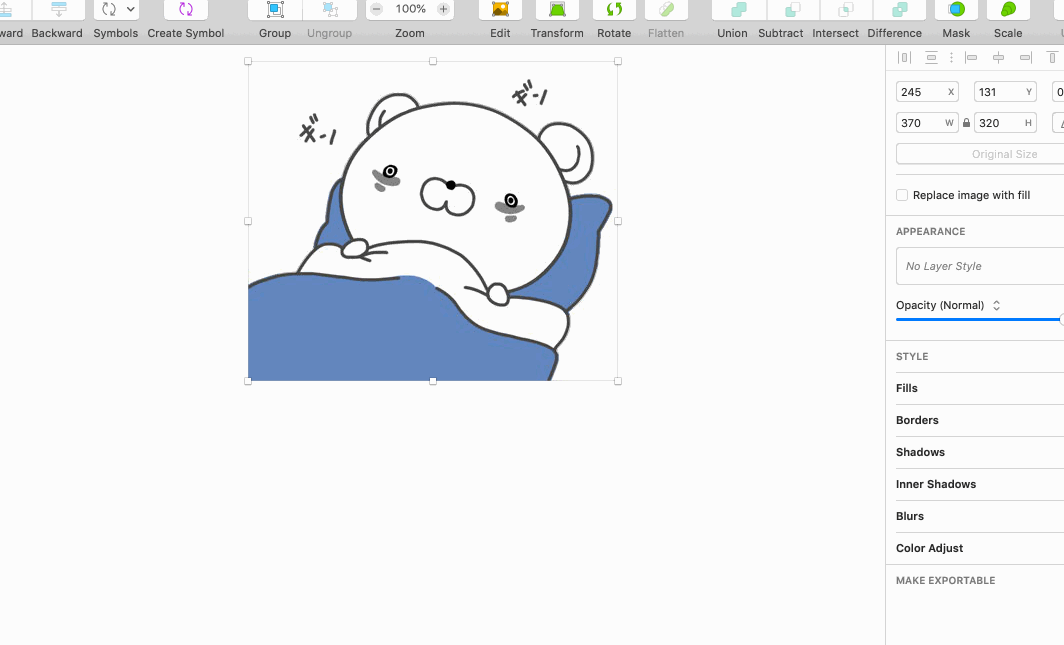 ward Backward Symbols Create Symbol Group Ungroup 100% Zoom Edit Transform Rotate Flatten Union Subtract Intersect Difference Mask Scale
245 X 131 Y 0
370 W 320 H
Original Size
Replace image with fill
APPEARANCE
No Layer Style
Opacity (Normal)
STYLE
Fills
Borders
Shadows
Inner Shadows
Blurs
Color Adjust
MAKE EXPORTABLE
ギーン
ギーン